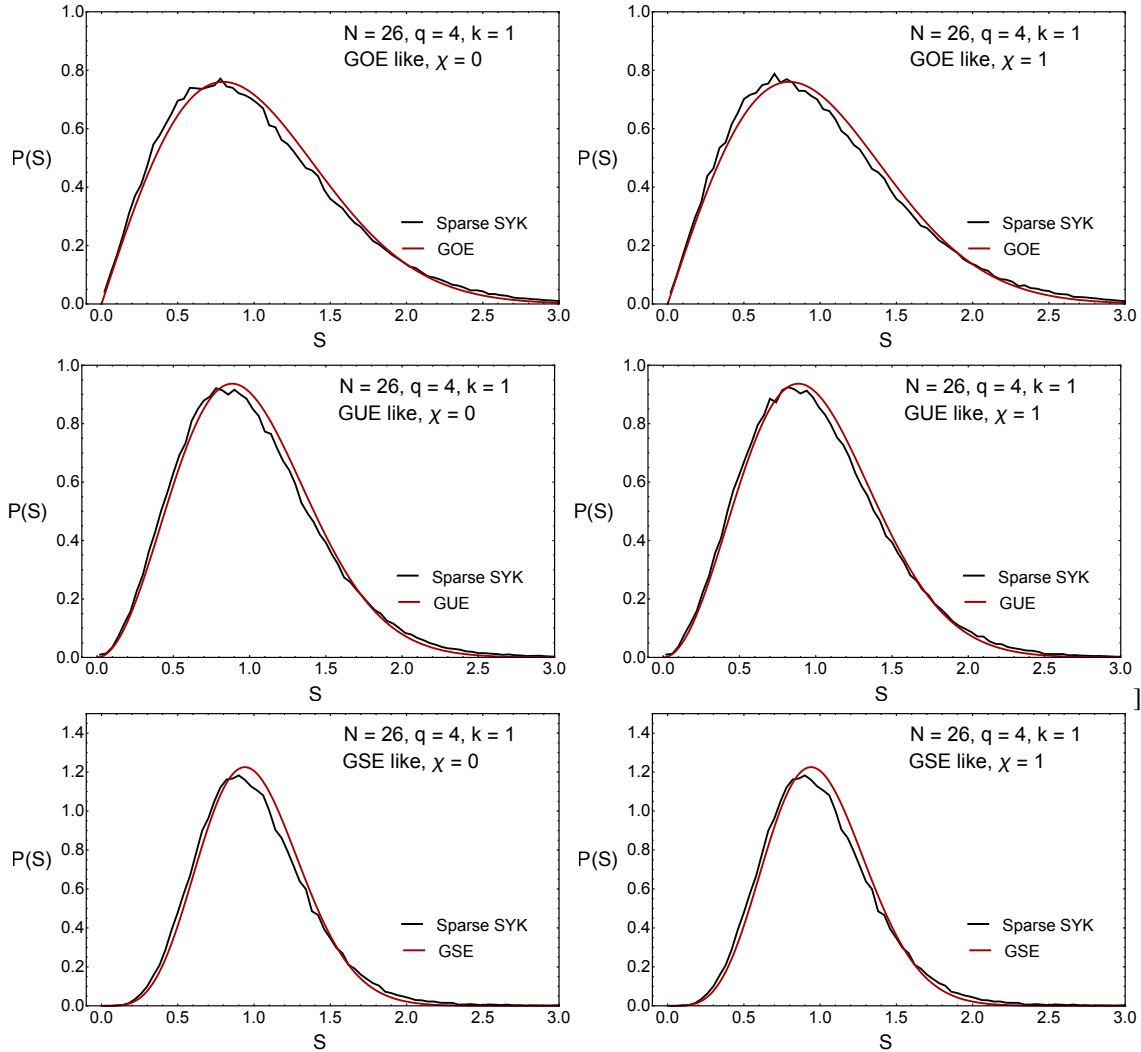 N = 26, q = 4, k = 1
GOE like, χ = 0
P(S)
1.0
0.8
0.6
0.4
0.2
0.0
Sparse SYK
GOE
0.0 0.5 1.0 1.5 2.0 2.5 3.0
S
N = 26, q = 4, k = 1
GOE like, χ = 1
P(S)
1.0
0.8
0.6
0.4
0.2
0.0
Sparse SYK
GOE
0.0 0.5 1.0 1.5 2.0 2.5 3.0
S
N = 26, q = 4, k = 1
GUE like, χ = 0
P(S)
1.0
0.8
0.6
0.4
0.2
0.0
Sparse SYK
GUE
0.0 0.5 1.0 1.5 2.0 2.5 3.0
S
N = 26, q = 4, k = 1
GUE like, χ = 1
P(S)
1.0
0.8
0.6
0.4
0.2
0.0
Sparse SYK
GUE
0.0 0.5 1.0 1.5 2.0 2.5 3.0
S
]
N = 26, q = 4, k = 1
GSE like, χ = 0
P(S)
1.4
1.2
1.0
0.8
0.6
0.4
0.2
0.0
Sparse SYK
GSE
0.0 0.5 1.0 1.5 2.0 2.5 3.0
S
N = 26, q = 4, k = 1
GSE like, χ = 1
P(S)
1.4
1.2
1.0
0.8
0.6
0.4
0.2
0.0
Sparse SYK
GSE
0.0 0.5 1.0 1.5 2.0 2.5 3.0
S